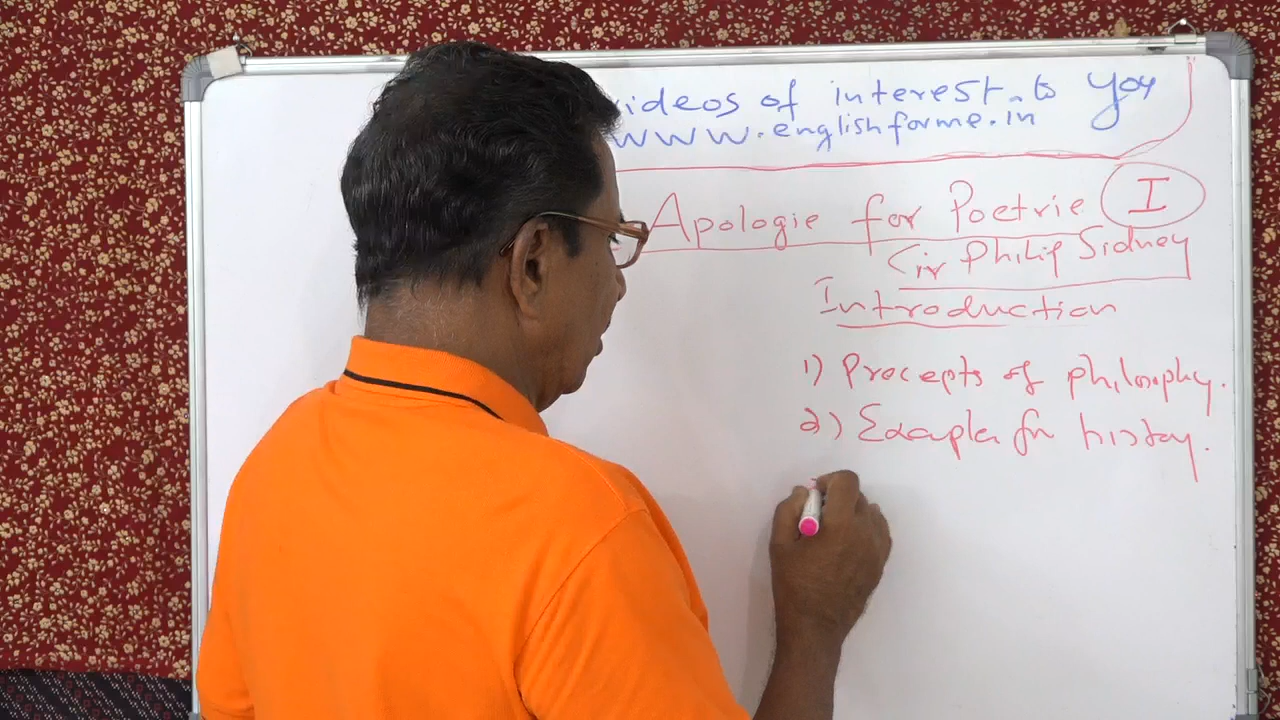 ideos of interest to you
www.englishforme.in
Apologie for Poetrie I
Sir Philip Sidney
Introduction
1) Precepts of philosophy.
2) Examples for history.